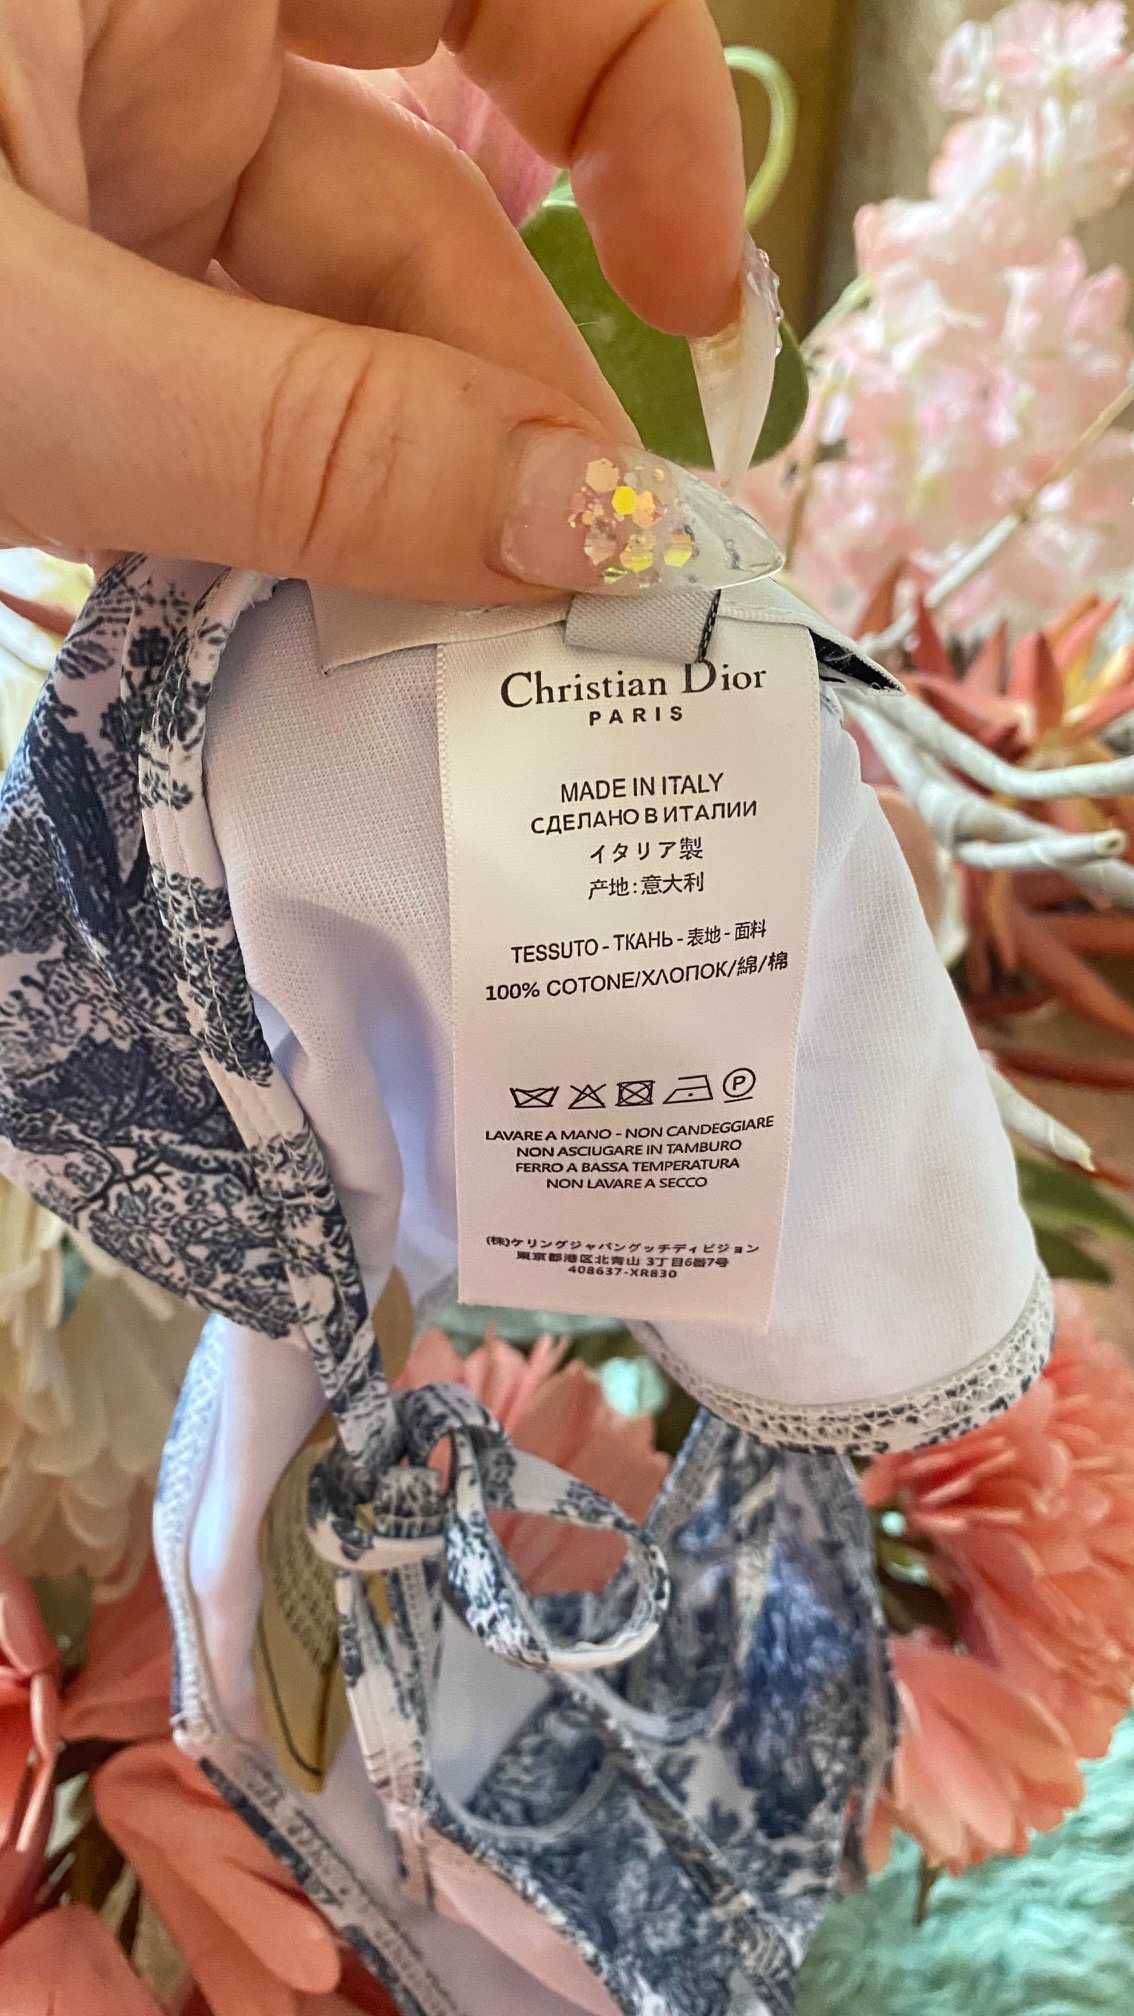 Christian Dior
PARIS
MADE IN ITALY
СДЕЛАНО В ИТАЛИИ
イタリア製
产地:意大利
TESSUTO - ТКАНЬ - 表地 - 面料
100% COTONE/ХЛОПОК/綿/棉
P
LAVARE A MANO - NON CANDEGGIARE
NON ASCIUGARE IN TAMBURO
FERRO A BASSA TEMPERATURA
NON LAVARE A SECCO
(株)ケリングジャパングッチディビジョン
東京都港区北青山 3丁目6番7号
408637-XR830